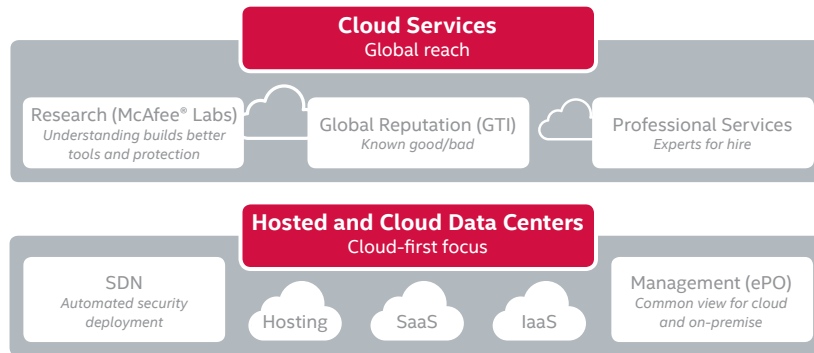 Cloud Services
Global reach
Research (McAfee® Labs)
Understanding builds better
tools and protection
Global Reputation (GTI)
Known good/bad
Professional Services
Experts for hire
Hosted and Cloud Data Centers
Cloud-first focus
SDN
Automated security
deployment
Hosting
SaaS
IaaS
Management (ePO)
Common view for cloud
and on-premise